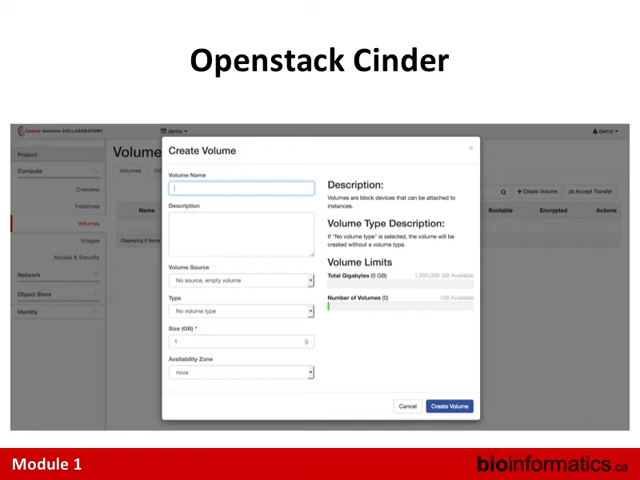 Openstack Cinder
Cancer Genome COLLABORATORY
demo
demo
Project
Compute
Overview
Instances
Volumes
Images
Access & Security
Network
Object Store
Identity
Volume
Volumes
Create Volume
Accept Transfer
Name
Bootable
Encrypted
Actions
Displaying 0 items
Create Volume
×
Volume Name
Description
Volume Source
No source, empty volume
Type
No volume type
Size (GB) *
1
Availability Zone
nova
Description:
Volumes are block devices that can be attached to
instances.
Volume Type Description:
If "No volume type" is selected, the volume will be
created without a volume type.
Volume Limits
Total Gigabytes (0 GB) 1,000,000 GB Available
Number of Volumes (0) 100 Available
Cancel
Create Volume
Module 1
bioinformatics.ca